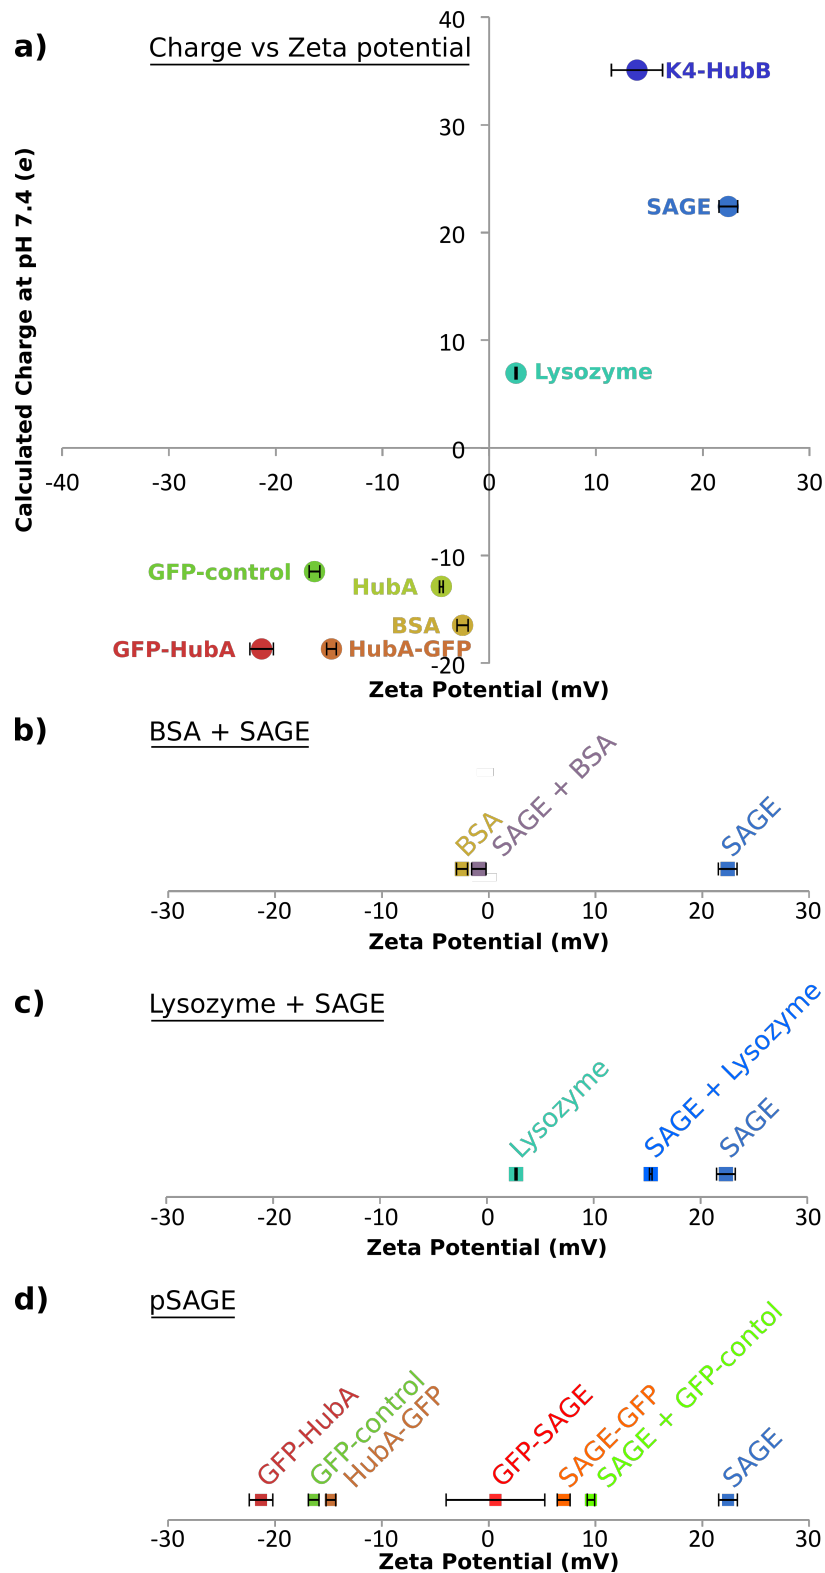 a)
Charge vs Zeta potential
Calculated Charge at pH 7.4 (e)
40
30
20
10
0
-10
-20
K4-HubB
SAGE
Lysozyme
-40 -30 -20 -10 0 10 20 30
GFP-control
HubA
BSA
GFP-HubA
HubA-GFP
Zeta Potential (mV)
b)
BSA + SAGE
BSA
SAGE + BSA
SAGE
-30 -20 -10 0 10 20 30
Zeta Potential (mV)
c)
Lysozyme + SAGE
Lysozyme
SAGE + Lysozyme
SAGE
-30 -20 -10 0 10 20 30
Zeta Potential (mV)
d)
pSAGE
GFP-HubA
GFP-control
HubA-GFP
GFP-SAGE
SAGE-GFP
SAGE + GFP-contol
SAGE
-30 -20 -10 0 10 20 30
Zeta Potential (mV)